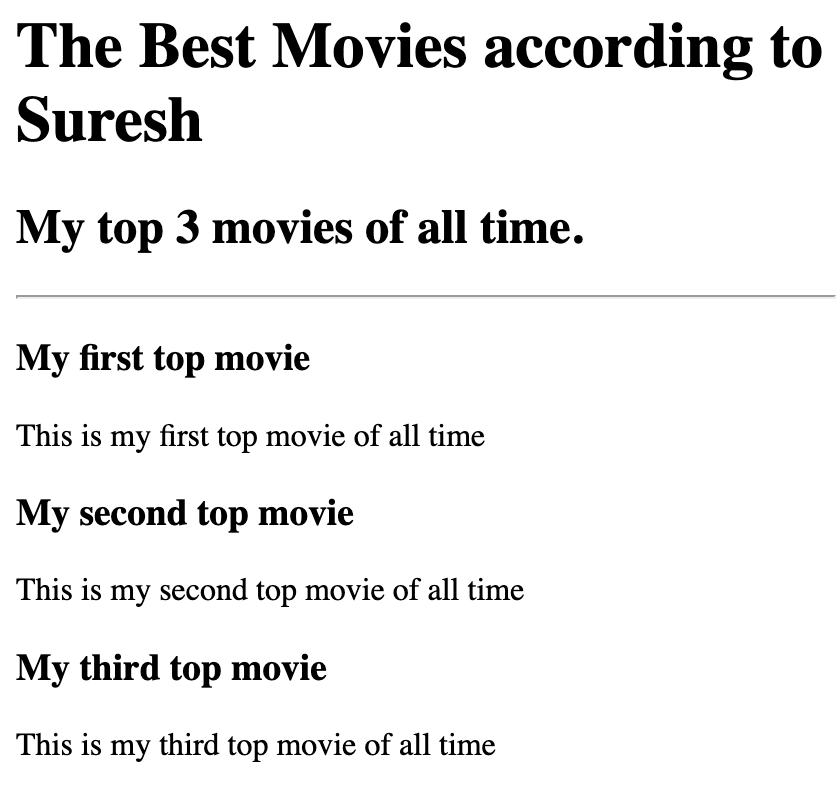 The Best Movies according to
Suresh
My top 3 movies of all time.
My first top movie
This is my first top movie of all time
My second top movie
This is my second top movie of all time
My third top movie
This is my third top movie of all time